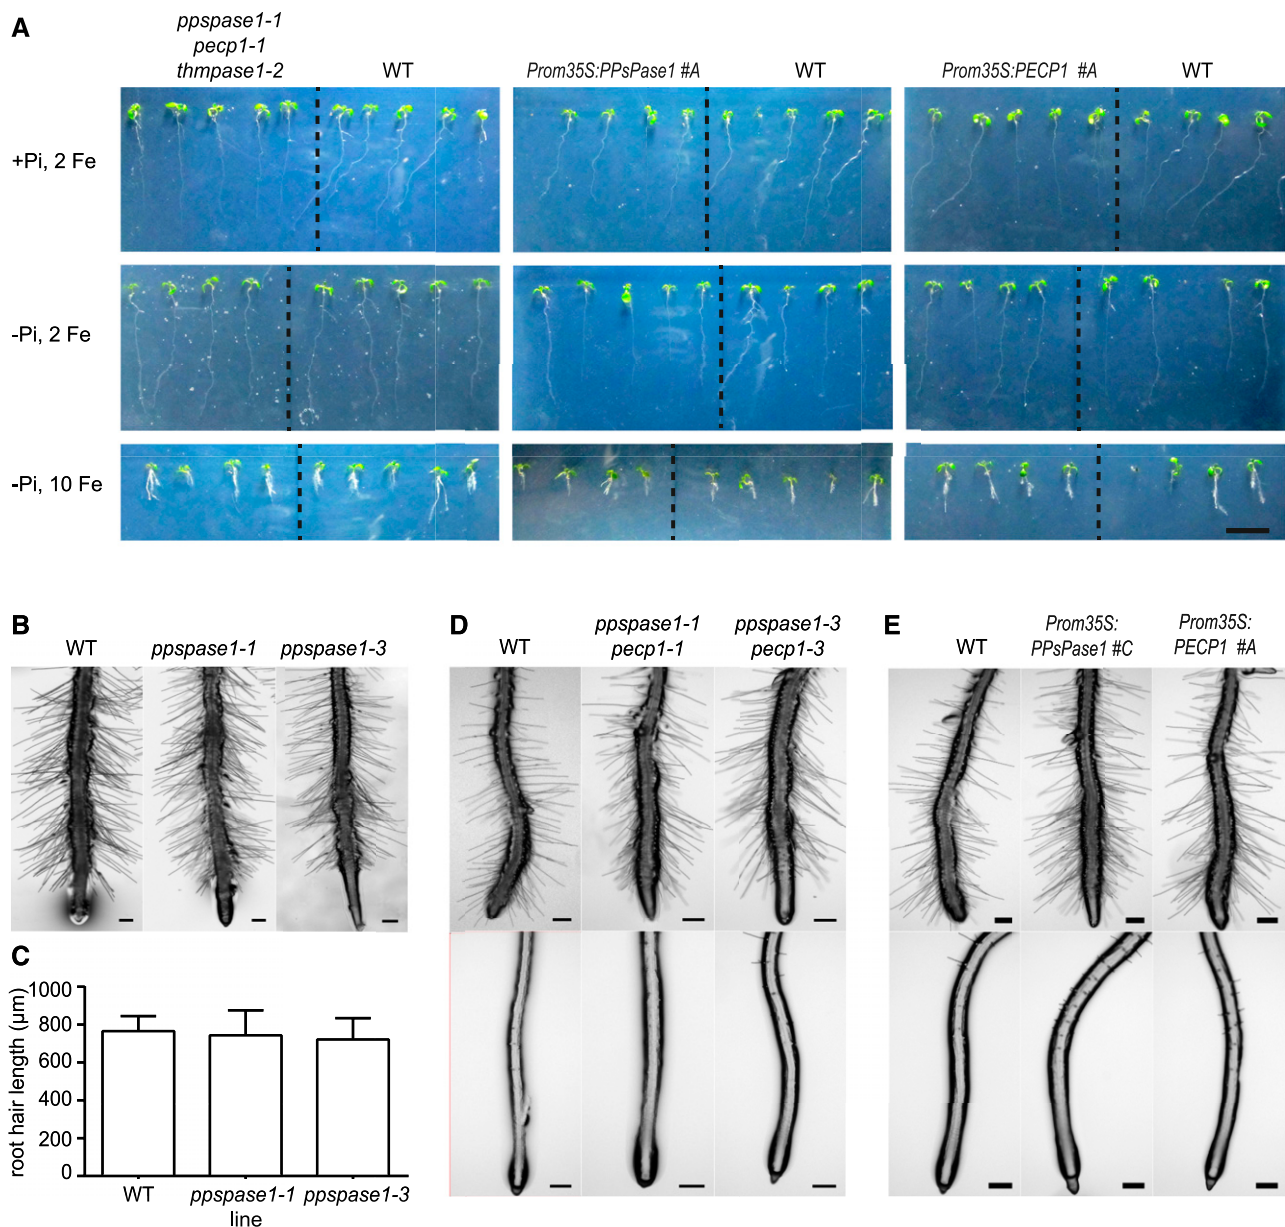 A
ppspase1-1
pecp1-1
thmpase1-2
WT
Prom35S:PPsPase1 #A
WT
Prom35S:PECP1 #A
WT
+Pi, 2 Fe
-Pi, 2 Fe
-Pi, 10 Fe
B
WT
ppspase1-1
ppspase1-3
C
root hair length (µm)
1000
800
600
400
200
0
WT
ppspase1-1
ppspase1-3
line
D
WT
ppspase1-1
pecp1-1
ppspase1-3
pecp1-3
E
WT
Prom35S:
PPsPase1 #C
Prom35S:
PECP1 #A